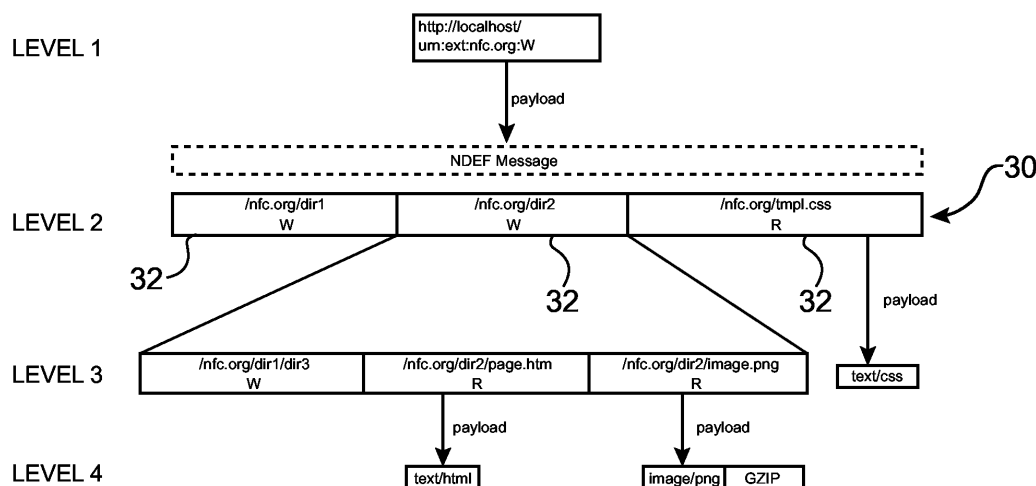 LEVEL 1
http://localhost/
urn:ext:nfc.org:W
payload
NDEF Message
30
LEVEL 2
/nfc.org/dir1
W
/nfc.org/dir2
W
/nfc.org/tmpl.css
R
32
32
32
payload
LEVEL 3
/nfc.org/dir1/dir3
W
/nfc.org/dir2/page.htm
R
/nfc.org/dir2/image.png
R
text/css
payload
payload
LEVEL 4
text/html
image/png
GZIP